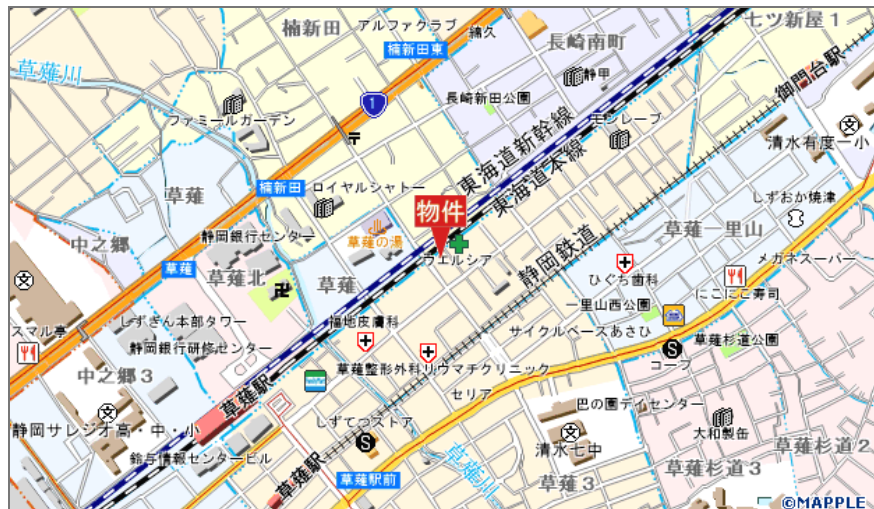 アルファクラブ
綿久
楠新田
楠新田東
長崎南町
七ツ新屋1
静甲
草薙川
1
長崎新田公園
御門台駅
ファミールガーデン
モンレーブ
清水有度一小
東海道新幹線
東海道本線
楠新田
ロイヤルシャトー
草薙
物件
しずおか焼津
中之郷
静岡銀行センター
草薙の湯
草薙一里山
静岡鉄道
草薙
草薙北
草薙
ウエルシア
ひぐち歯科
メガネスーパー
にこにこ寿司
スマル亭
しずぎん本部タワー
福地皮膚科
一里山西公園
サイクルベースあさひ
静岡銀行研修センター
草薙杉道公園
中之郷3
草薙整形外科リウマチクリニック
コープ
草薙駅
セリア
巴の園デイセンター
静岡サレジオ高・中・小
しずてつストア
大和製缶
清水七中
草薙杉道2
鈴与情報センタービル
草薙駅
草薙駅前
草薙川
草薙3
草薙杉道3
©MAPPLE